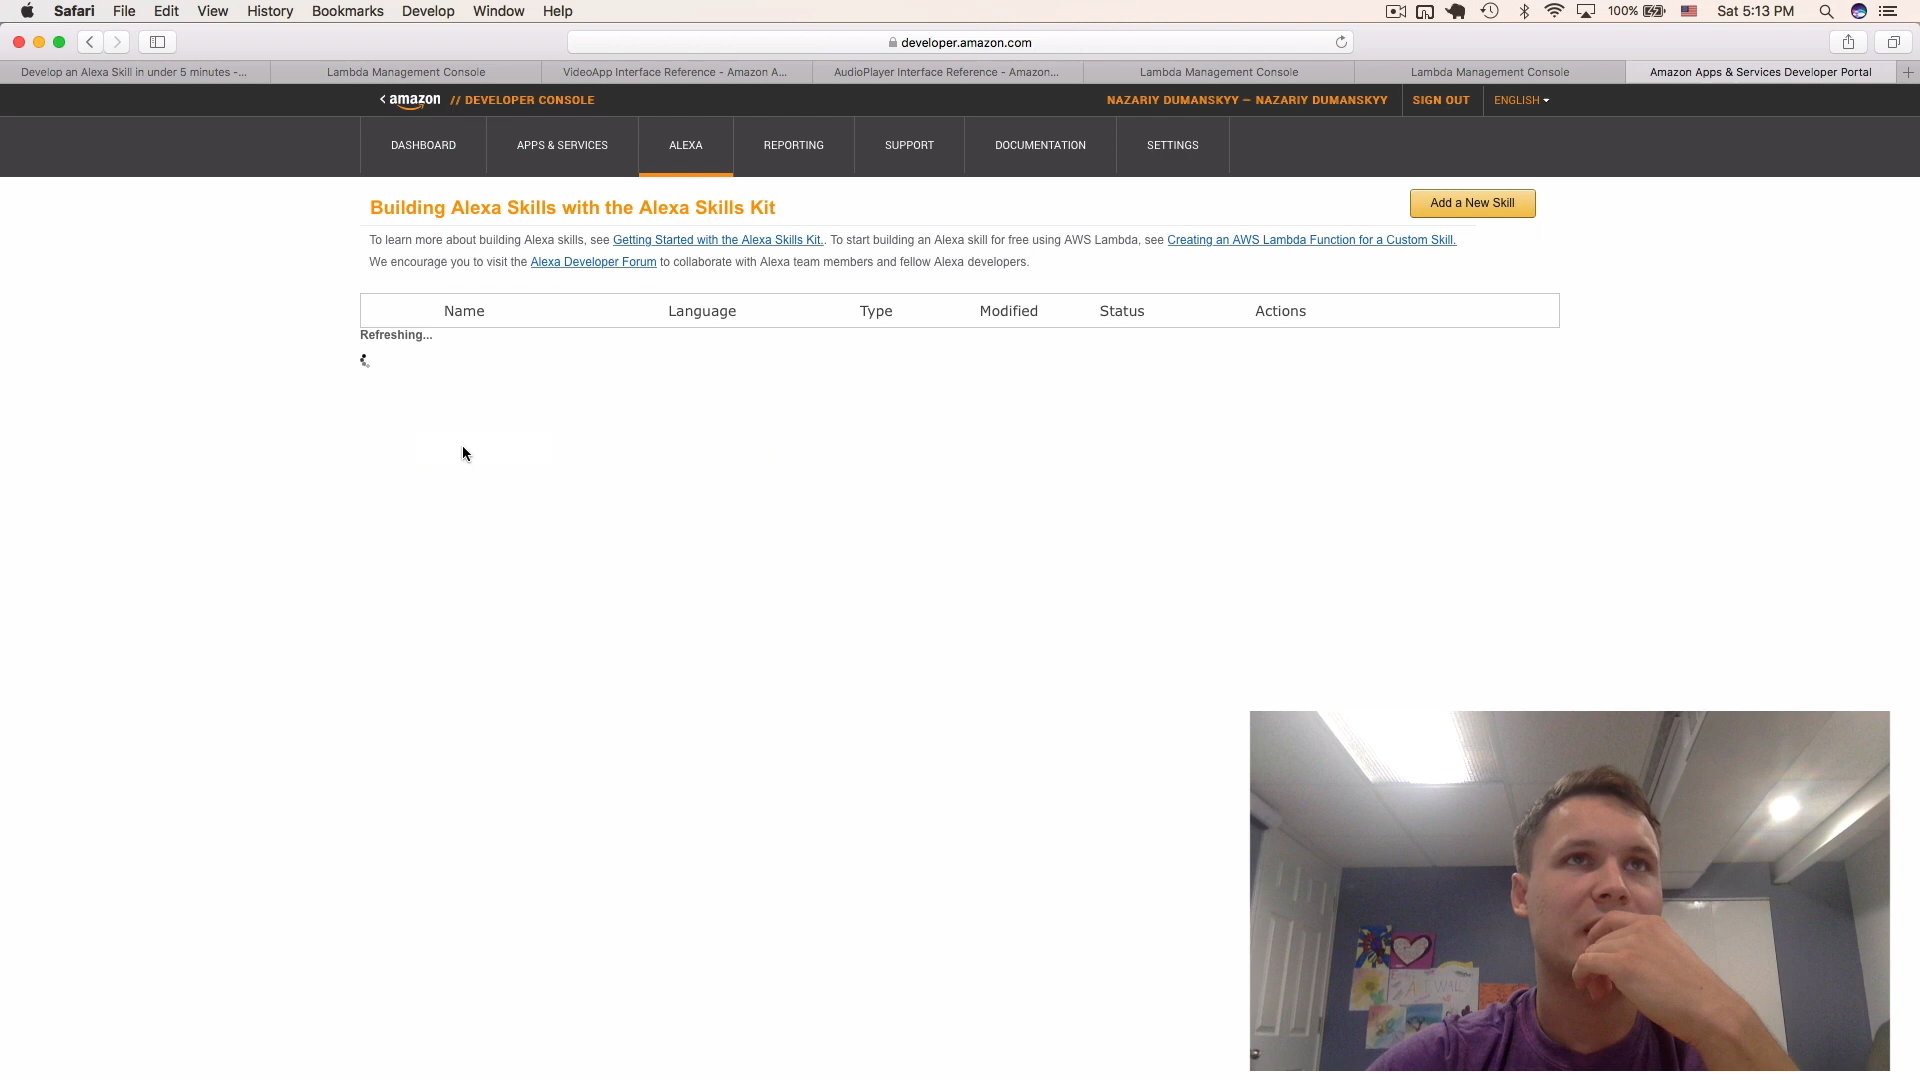 Safari File Edit View History Bookmarks Develop Window Help 100% Sat 5:13 PM
developer.amazon.com
Develop an Alexa Skill in under 5 minutes -... Lambda Management Console VideoApp Interface Reference - Amazon A... AudioPlayer Interface Reference - Amazon... Lambda Management Console Lambda Management Console Amazon Apps & Services Developer Portal
< amazon // DEVELOPER CONSOLE NAZARIY DUMANSKYY – NAZARIY DUMANSKYY SIGN OUT ENGLISH
DASHBOARD APPS & SERVICES ALEXA REPORTING SUPPORT DOCUMENTATION SETTINGS
Building Alexa Skills with the Alexa Skills Kit Add a New Skill
To learn more about building Alexa skills, see Getting Started with the Alexa Skills Kit.. To start building an Alexa skill for free using AWS Lambda, see Creating an AWS Lambda Function for a Custom Skill.
We encourage you to visit the Alexa Developer Forum to collaborate with Alexa team members and fellow Alexa developers.
Name Language Type Modified Status Actions
Refreshing...